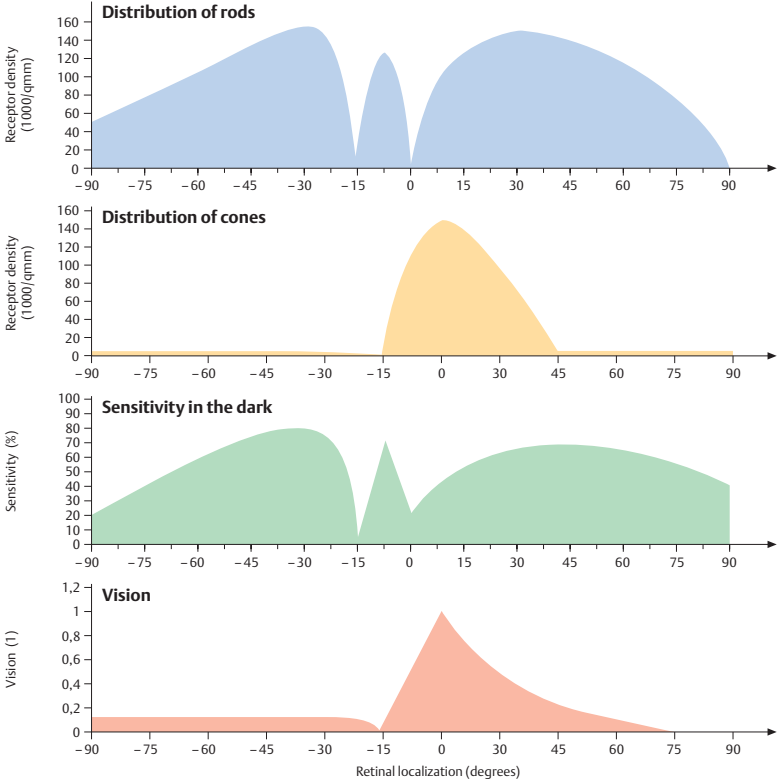 Distribution of rods
Receptor density
(1000/qmm)
160
140
120
100
80
60
40
20
0
−90 −75 −60 −45 −30 −15 0 15 30 45 60 75 90
Distribution of cones
Receptor density
(1000/qmm)
160
140
120
100
80
60
40
20
0
−90 −75 −60 −45 −30 −15 0 30 45 60 75 90
Sensitivity in the dark
Sensitivity (%)
100
90
80
70
60
50
40
30
20
10
0
−90 −75 −60 −45 −30 −15 0 15 30 45 60 75 90
Vision
Vision (1)
1,2
1
0,8
0,6
0,4
0,2
0
−90 −75 −60 −45 −30 −15 0 15 30 45 60 75 90
Retinal localization (degrees)